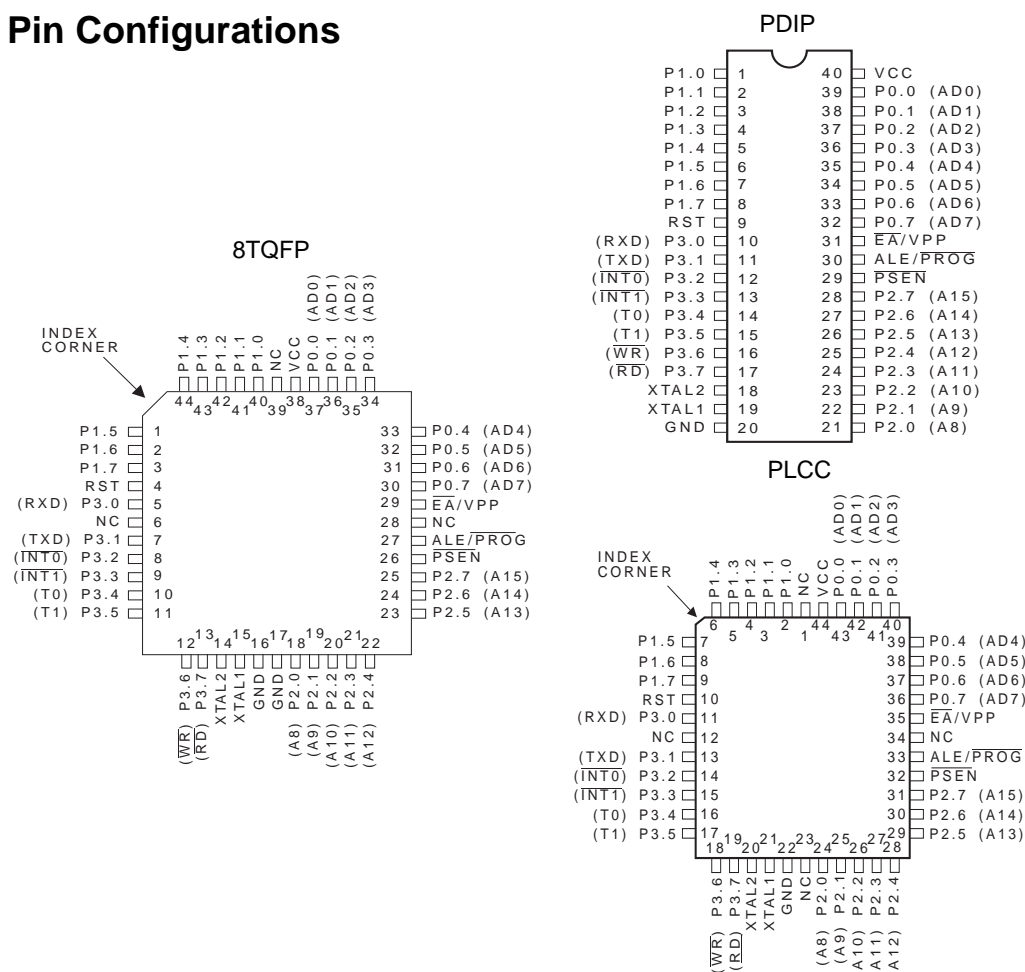 Pin Configurations
PDIP
P1.0 1 40 VCC
P1.1 2 39 P0.0 (AD0)
P1.2 3 38 P0.1 (AD1)
P1.3 4 37 P0.2 (AD2)
P1.4 5 36 P0.3 (AD3)
P1.5 6 35 P0.4 (AD4)
P1.6 7 34 P0.5 (AD5)
P1.7 8 33 P0.6 (AD6)
RST 9 32 P0.7 (AD7)
(RXD) P3.0 10 31 E̅A̅/VPP
(TXD) P3.1 11 30 ALE/P̅R̅O̅G̅
(I̅N̅T̅0̅) P3.2 12 29 P̅S̅E̅N̅
(I̅N̅T̅1̅) P3.3 13 28 P2.7 (A15)
(T0) P3.4 14 27 P2.6 (A14)
(T1) P3.5 15 26 P2.5 (A13)
(W̅R̅) P3.6 16 25 P2.4 (A12)
(R̅D̅) P3.7 17 24 P2.3 (A11)
XTAL2 18 23 P2.2 (A10)
XTAL1 19 22 P2.1 (A9)
GND 20 21 P2.0 (A8)
8TQFP
INDEX
CORNER
P1.4
P1.3
P1.2
P1.1
P1.0
NC
VCC
P0.0 (AD0)
P0.1 (AD1)
P0.2 (AD2)
P0.3 (AD3)
44 43 42 41 40 39 38 37 36 35 34
P1.5 1 33 P0.4 (AD4)
P1.6 2 32 P0.5 (AD5)
P1.7 3 31 P0.6 (AD6)
RST 4 30 P0.7 (AD7)
(RXD) P3.0 5 29 E̅A̅/VPP
NC 6 28 NC
(TXD) P3.1 7 27 ALE/P̅R̅O̅G̅
(I̅N̅T̅0̅) P3.2 8 26 P̅S̅E̅N̅
(I̅N̅T̅1̅) P3.3 9 25 P2.7 (A15)
(T0) P3.4 10 24 P2.6 (A14)
(T1) P3.5 11 23 P2.5 (A13)
12 13 14 15 16 17 18 19 20 21 22
(W̅R̅) P3.6
(R̅D̅) P3.7
XTAL2
XTAL1
GND
GND
(A8) P2.0
(A9) P2.1
(A10) P2.2
(A11) P2.3
(A12) P2.4
PLCC
INDEX
CORNER
P1.4
P1.3
P1.2
P1.1
P1.0
NC
VCC
P0.0 (AD0)
P0.1 (AD1)
P0.2 (AD2)
P0.3 (AD3)
6 5 4 3 2 1 44 43 42 41 40
P1.5 7 39 P0.4 (AD4)
P1.6 8 38 P0.5 (AD5)
P1.7 9 37 P0.6 (AD6)
RST 10 36 P0.7 (AD7)
(RXD) P3.0 11 35 E̅A̅/VPP
NC 12 34 NC
(TXD) P3.1 13 33 ALE/P̅R̅O̅G̅
(I̅N̅T̅0̅) P3.2 14 32 P̅S̅E̅N̅
(I̅N̅T̅1̅) P3.3 15 31 P2.7 (A15)
(T0) P3.4 16 30 P2.6 (A14)
(T1) P3.5 17 29 P2.5 (A13)
18 19 20 21 22 23 24 25 26 27 28
(W̅R̅) P3.6
(R̅D̅) P3.7
XTAL2
XTAL1
GND
NC
(A8) P2.0
(A9) P2.1
A10) P2.2
A11) P2.3
A12) P2.4